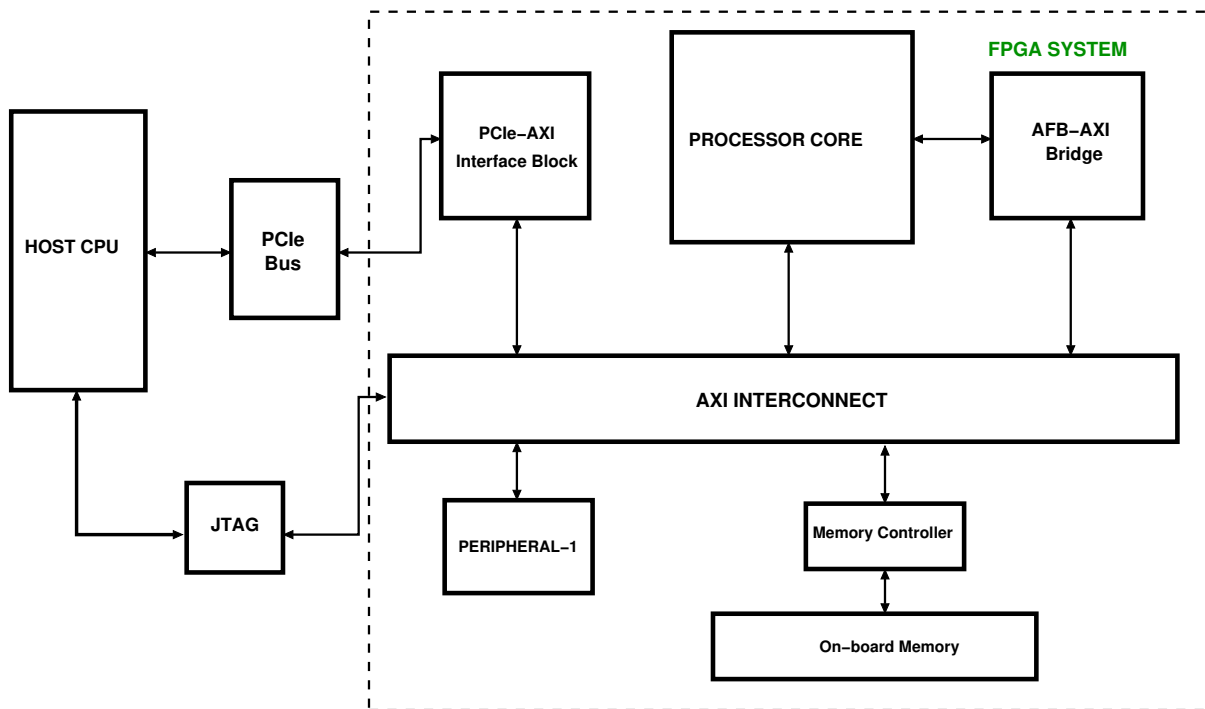 FPGA SYSTEM
PCIe–AXI
Interface Block
PROCESSOR CORE
AFB–AXI
Bridge
HOST CPU
PCIe
Bus
AXI INTERCONNECT
JTAG
PERIPHERAL–1
Memory Controller
On–board Memory